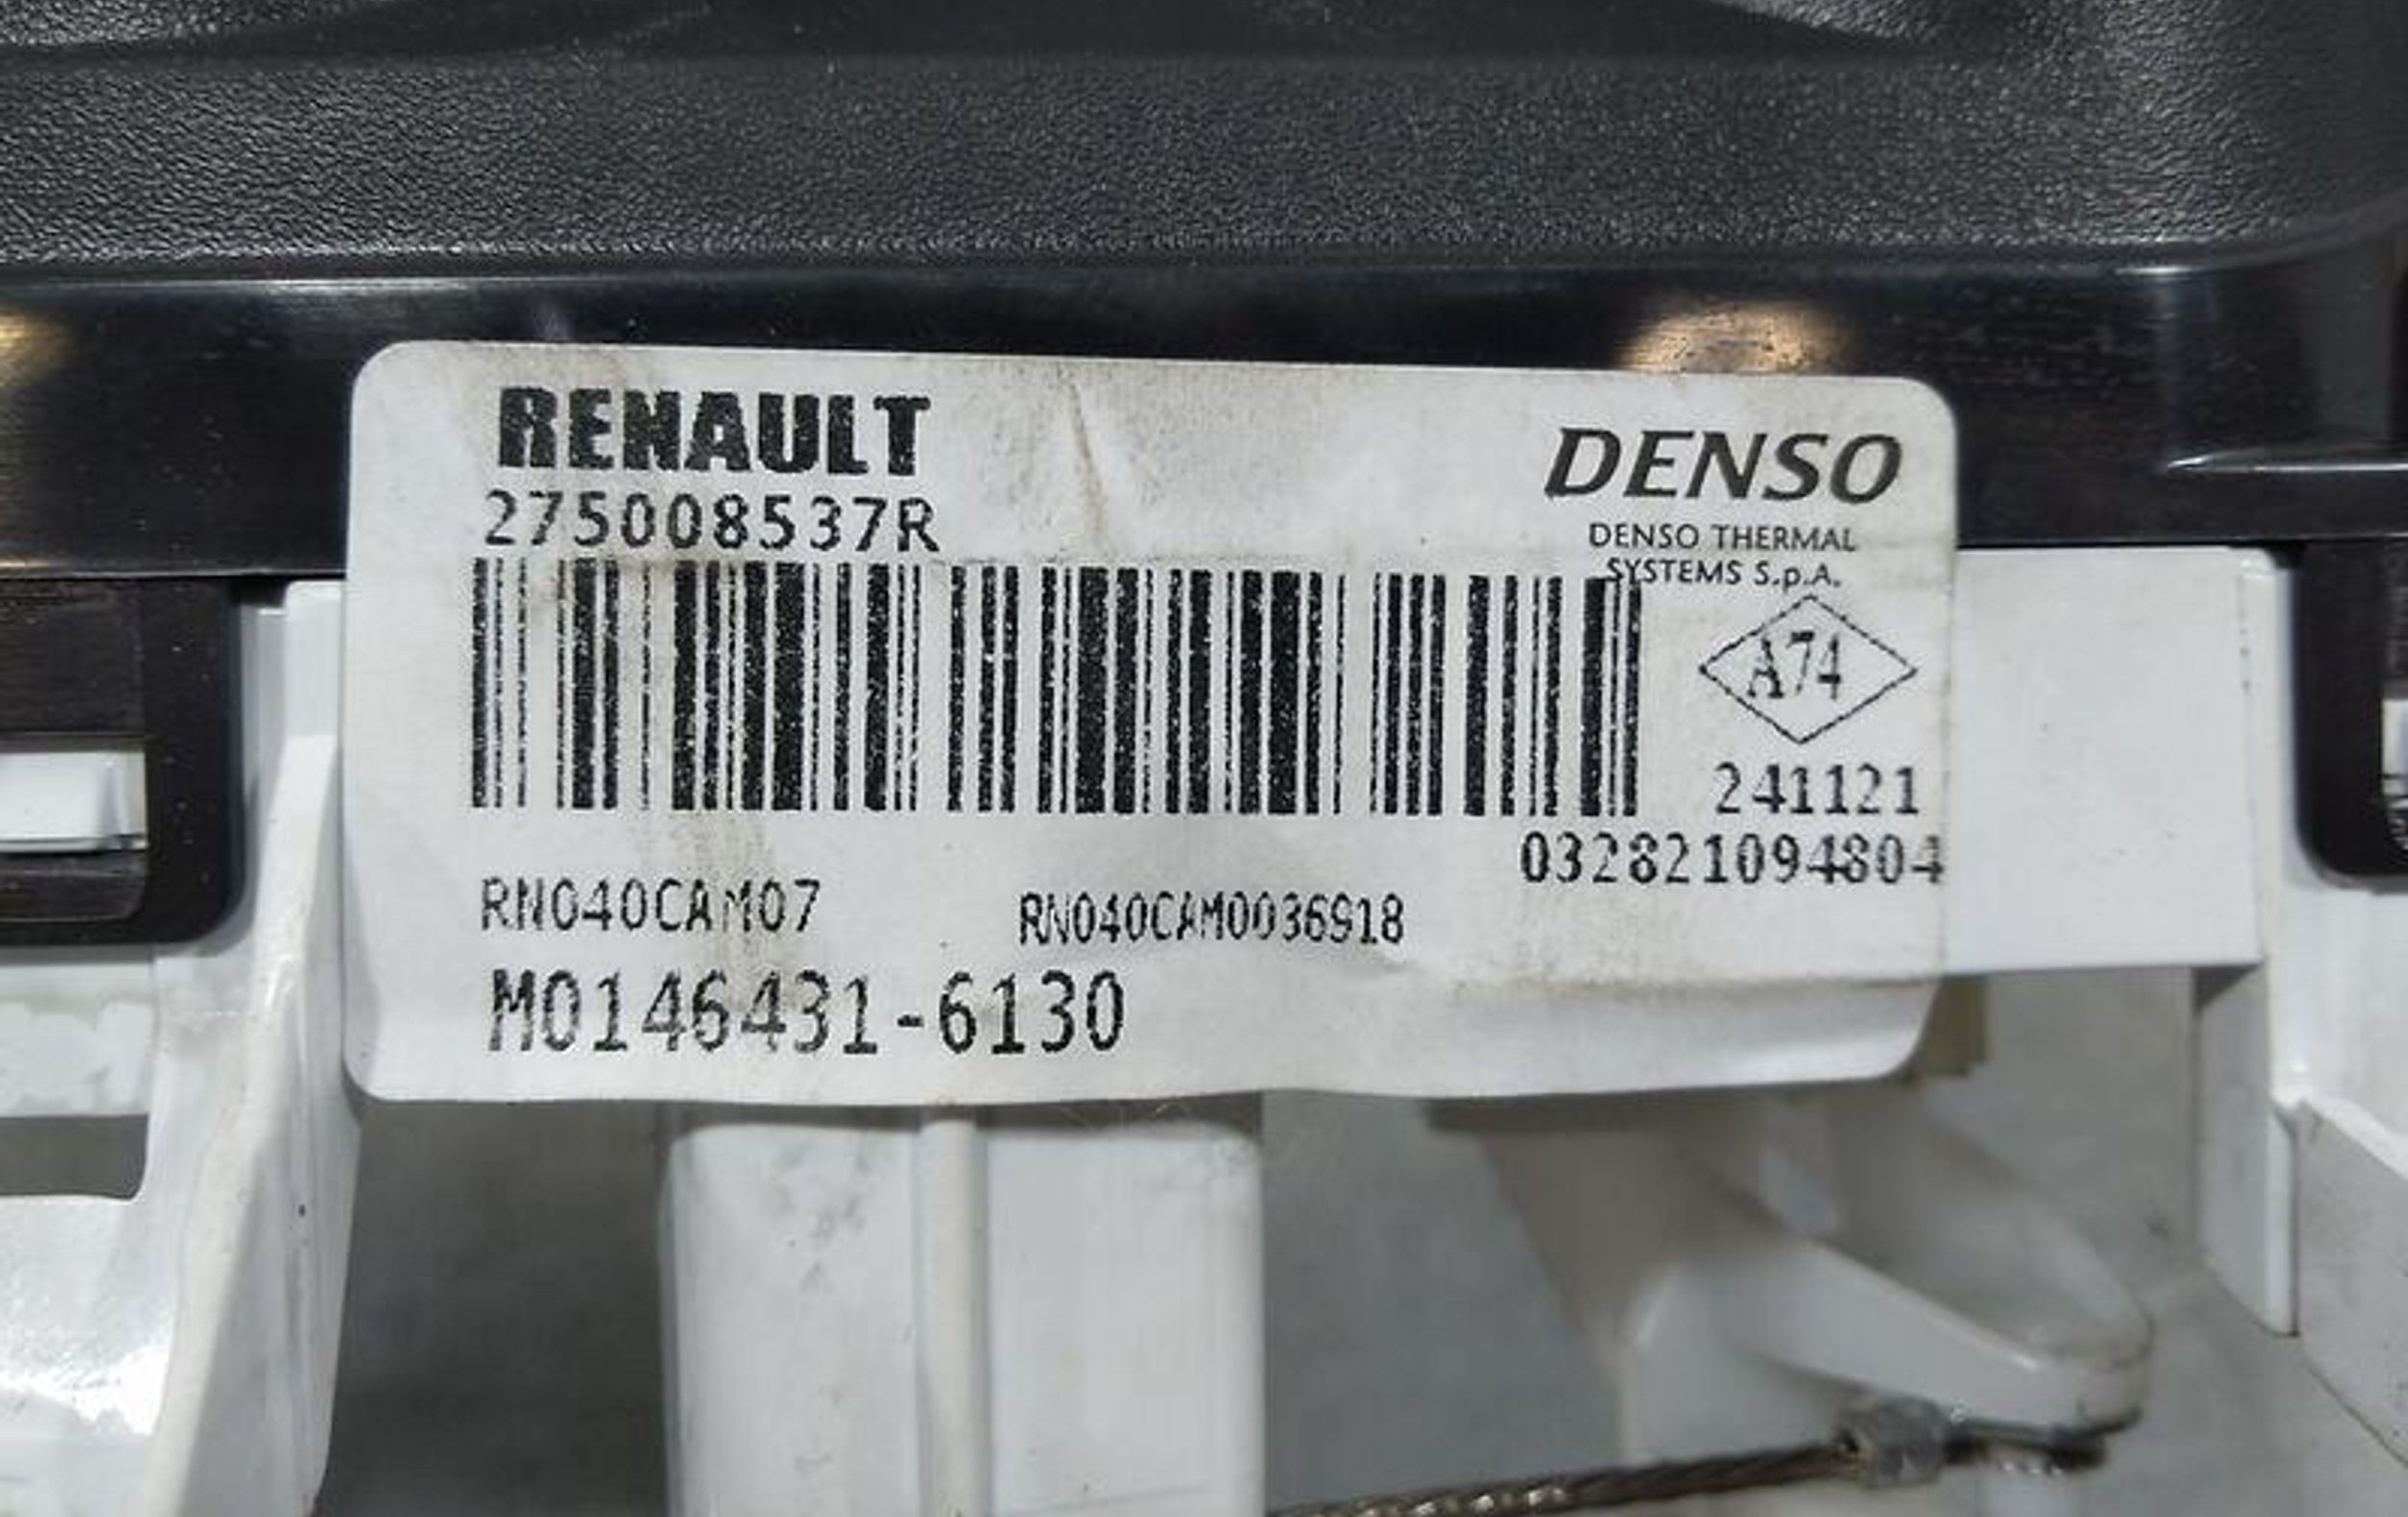 RENAULT
275008537R
DENSO
DENSO THERMAL
SYSTEMS S.p.A.
A74
241121
032821094804
RN040CAM07
RN040CAM0036918
M0146431-6130